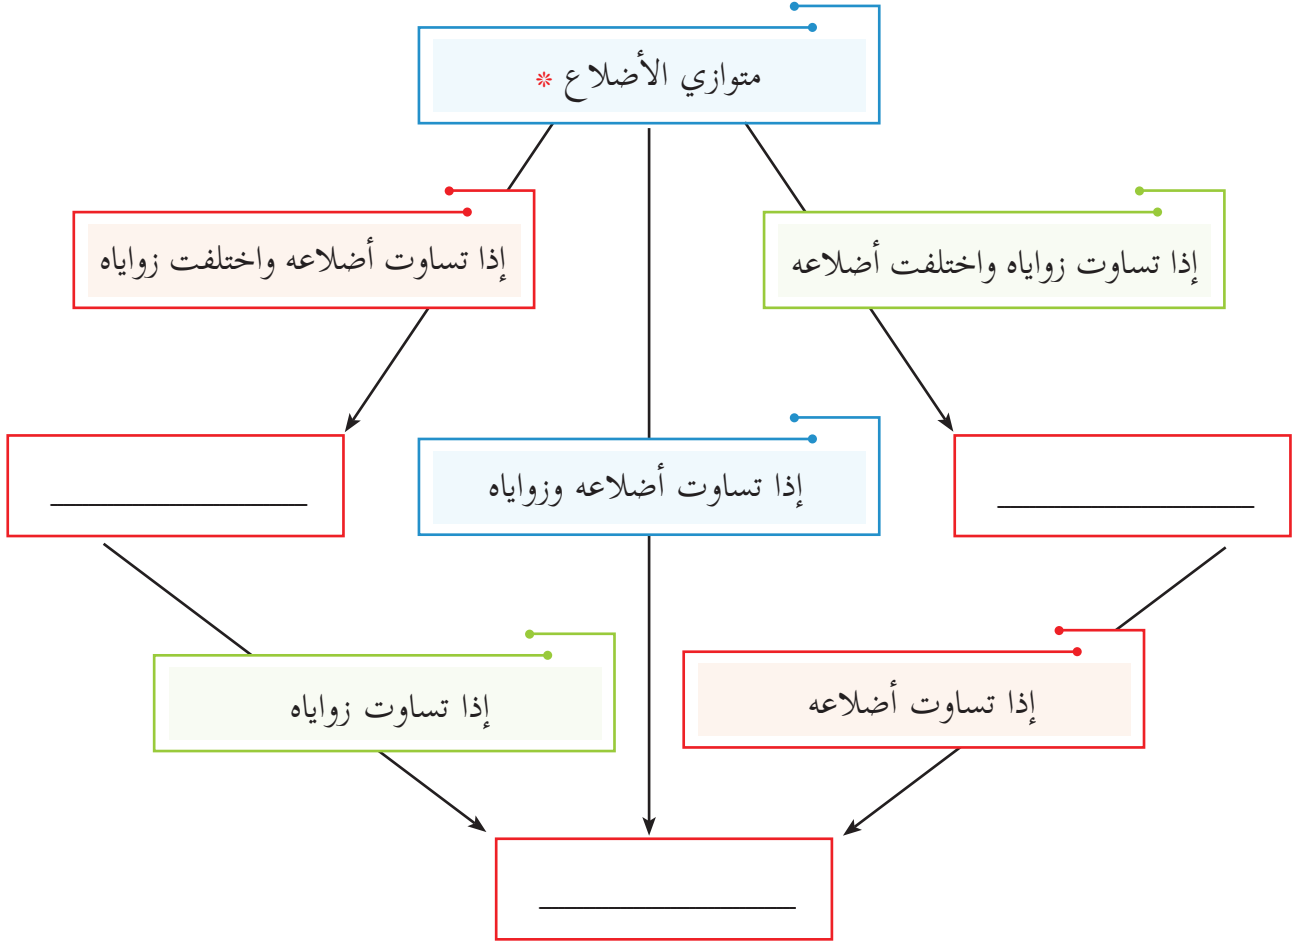 متوازي الأضلاع *
إذا تساوت زواياه واختلفت أضلاعه
إذا تساوت أضلاعه واختلفت زواياه
إذا تساوت أضلاعه وزواياه
إذا تساوت أضلاعه
إذا تساوت زواياه